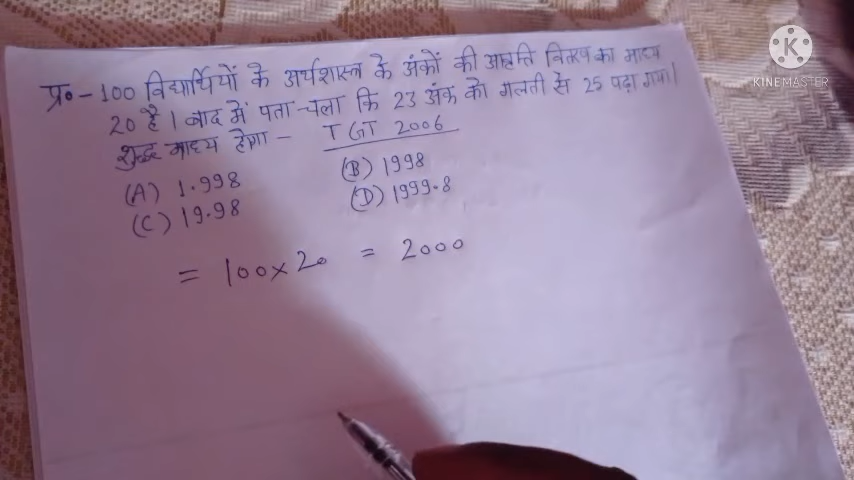 प्र०-100 विद्यार्थियों के अर्थशास्त्र के अंकों की आवृत्ति वितरण का माध्य
20 है। बाद में पता-चला कि 23 अंक को गलती से 25 पढ़ा गया।
शुद्ध माध्य होगा - TGT 2006
(A) 1.998 (B) 1998
(C) 19.98 (D) 1999.8
= 100×20 = 2000
KINEMASTER